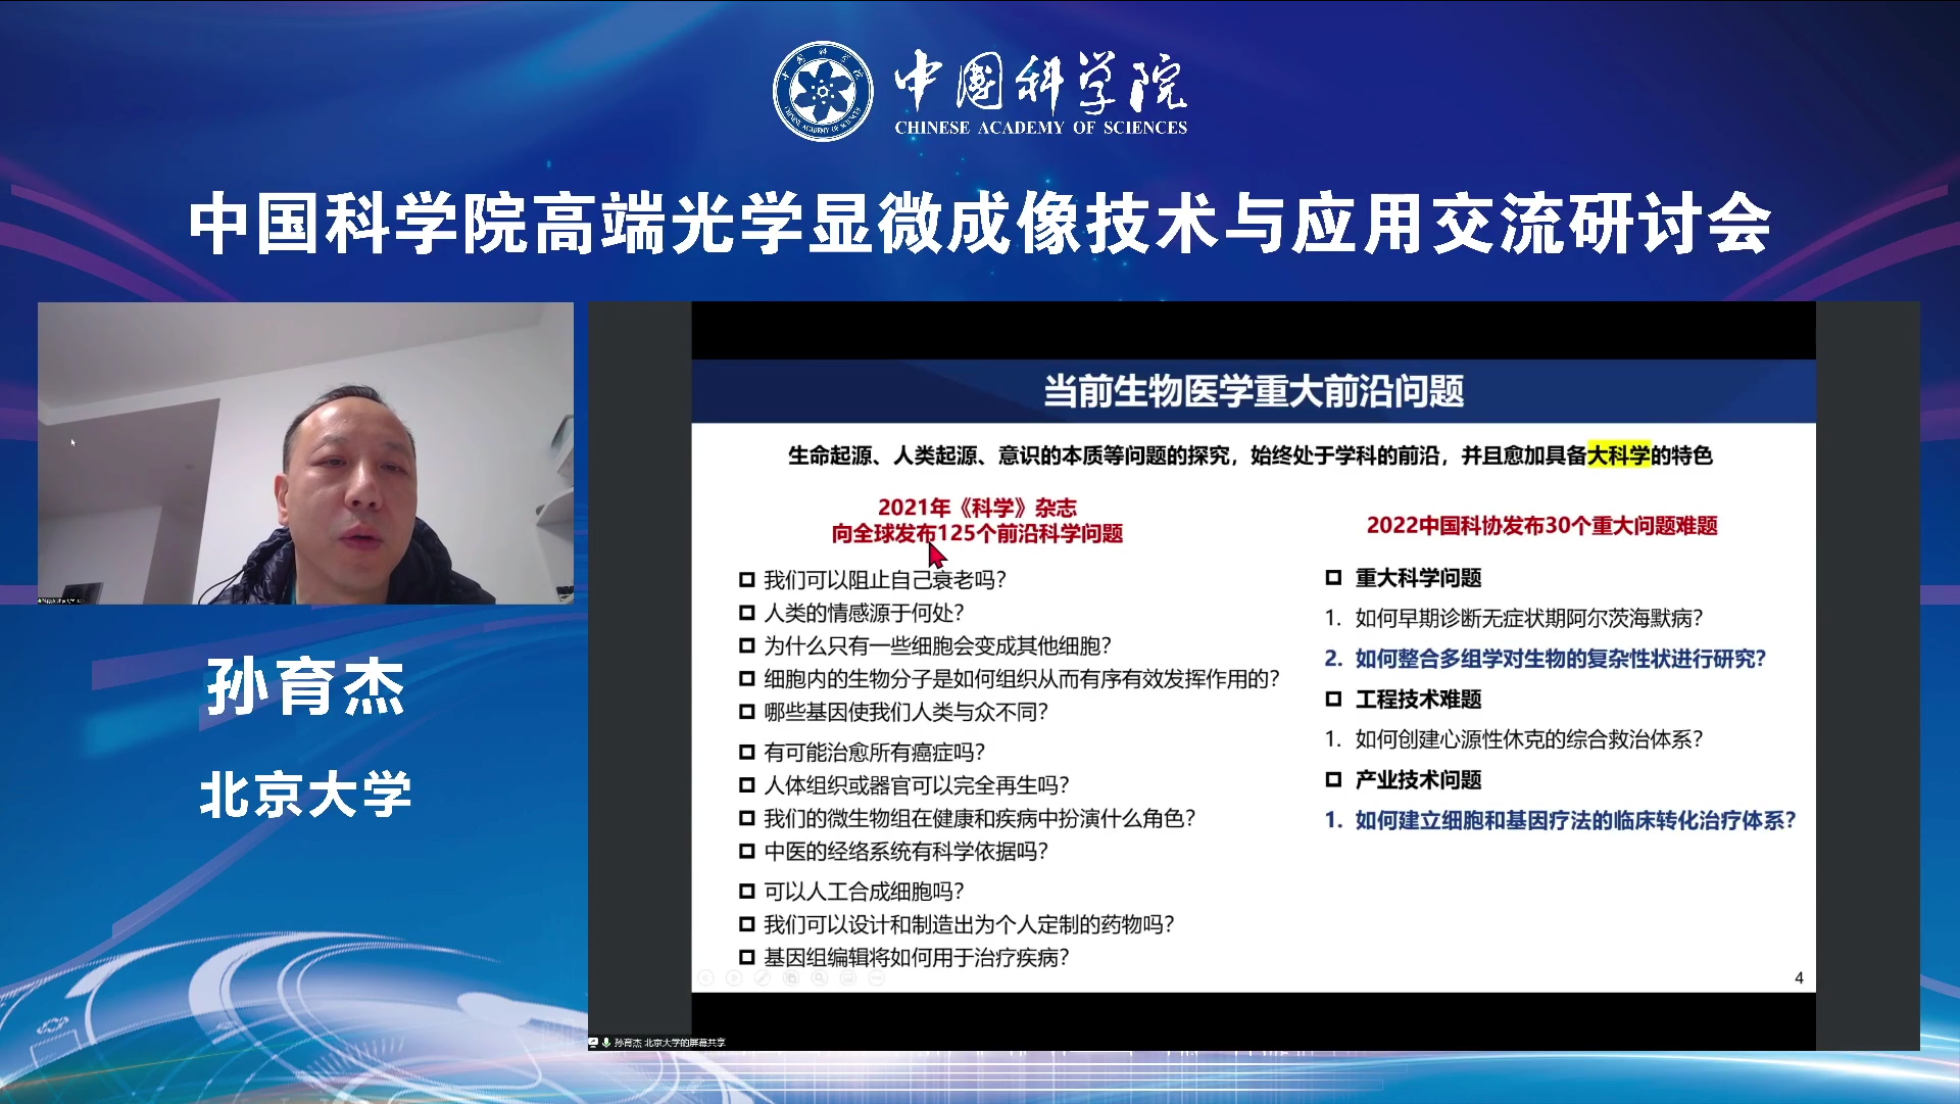 中国科学院
CHINESE ACADEMY OF SCIENCES
中国科学院高端光学显微成像技术与应用交流研讨会
孙育杰
北京大学
当前生物医学重大前沿问题
生命起源、人类起源、意识的本质等问题的探究，始终处于学科的前沿，并且愈加具备大科学的特色
2021年《科学》杂志
向全球发布125个前沿科学问题
我们可以阻止自己衰老吗？
人类的情感源于何处？
为什么只有一些细胞会变成其他细胞？
细胞内的生物分子是如何组织从而有序有效发挥作用的？
哪些基因使我们人类与众不同？
有可能治愈所有癌症吗？
人体组织或器官可以完全再生吗？
我们的微生物组在健康和疾病中扮演什么角色？
中医的经络系统有科学依据吗？
可以人工合成细胞吗？
我们可以设计和制造出为个人定制的药物吗？
基因组编辑将如何用于治疗疾病？
2022中国科协发布30个重大问题难题
重大科学问题
1. 如何早期诊断无症状期阿尔茨海默病？
2. 如何整合多组学对生物的复杂性状进行研究？
工程技术难题
1. 如何创建心源性休克的综合救治体系？
产业技术问题
1. 如何建立细胞和基因疗法的临床转化治疗体系？
4
孙育杰 北京大学的屏幕共享